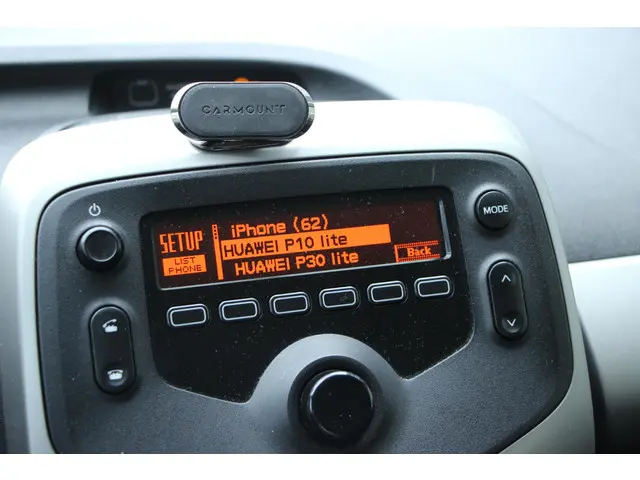 CARMOUNT
SETUP
LIST
PHONE
iPhone (62)
HUAWEI P10 lite
HUAWEI P30 lite
Back
MODE